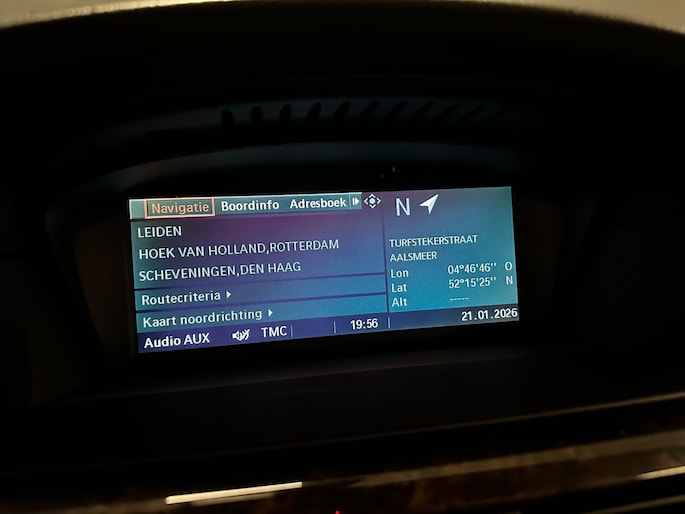 Navigatie Boordinfo Adresboek
N
LEIDEN
HOEK VAN HOLLAND,ROTTERDAM
SCHEVENINGEN,DEN HAAG
Routecriteria
Kaart noordrichting
TURFSTEKERSTRAAT
AALSMEER
Lon 04°46'46'' O
Lat 52°15'25'' N
Alt -----
Audio AUX TMC 19:56 21.01.2026